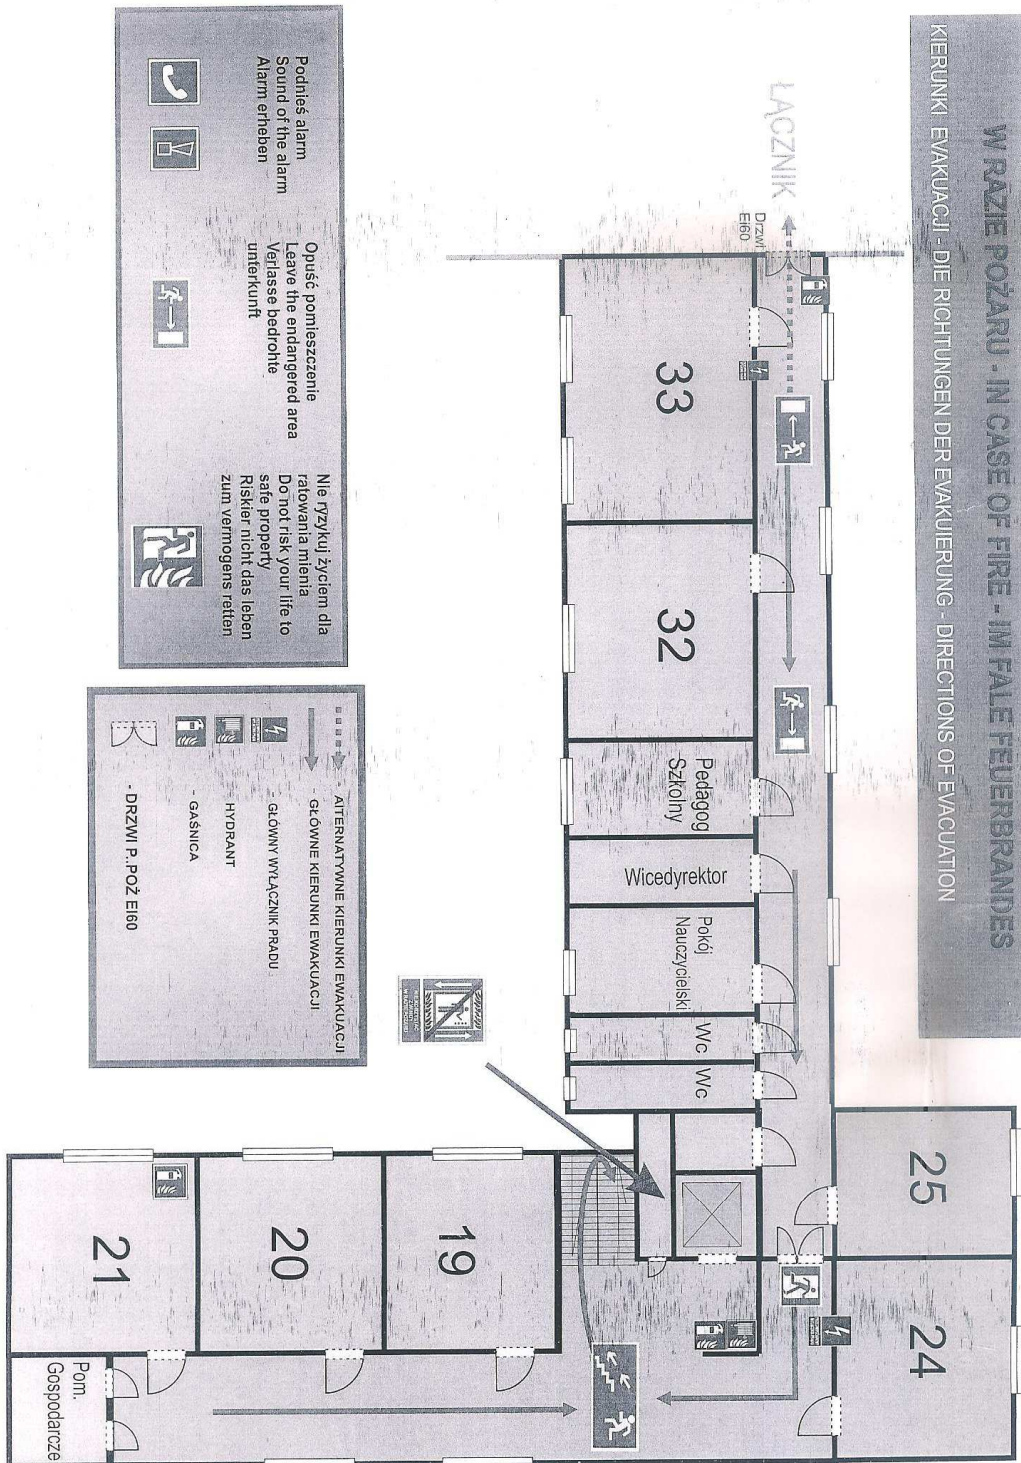 W RAZIE POŻARU - IN CASE OF FIRE - IM FALE FEUERBRANDES
KIERUNKI EVAKUACJI - DIE RICHTUNGEN DER EVAKUIERUNG - DIRECTIONS OF EVACUATION
ŁĄCZNIK
Drzwi
Ei60
33
32
Pedagog
Szkolny
Wicedyrektor
Pokój
Nauczycielski
Wc
Wc
25
24
19
20
21
Pom.
Gospodarcze
Podnieś alarm
Sound of the alarm
Alarm erheben
Opuść pomieszczenie
Leave the endangered area
Verlasse bedrohte
unterkunft
Nie ryzykuj życiem dla
ratowania mienia
Do not risk your life to
safe property
Riskier nicht das leben
zum vermogens retten
- AlTERNATYWNE KIERUNKI EWAKUACJI
- GŁÓWNE KIERUNKI EWAKUACJI
- GŁÓWNY WYŁĄCZNIK PRADU
HYDRANT
- GAŚNICA
- DRZWI P..POŻ Ei60